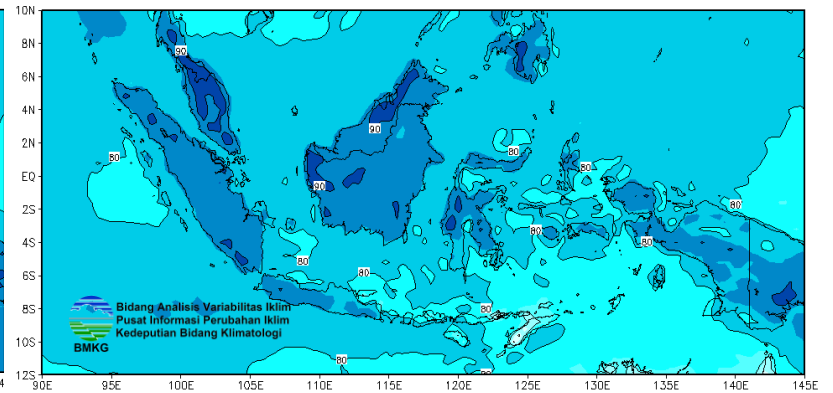 10N
8N
6N
4N
2N
EQ
2S
4S
6S
8S
10S
12S
90E 95E 100E 105E 110E 115E 120E 125E 130E 135E 140E 145E
90
90
80
80
80
90
80
80
80
80
80
80
80
80
Bidang Analisis Variabilitas Iklim
Pusat Informasi Perubahan Iklim
Kedeputian Bidang Klimatologi
BMKG